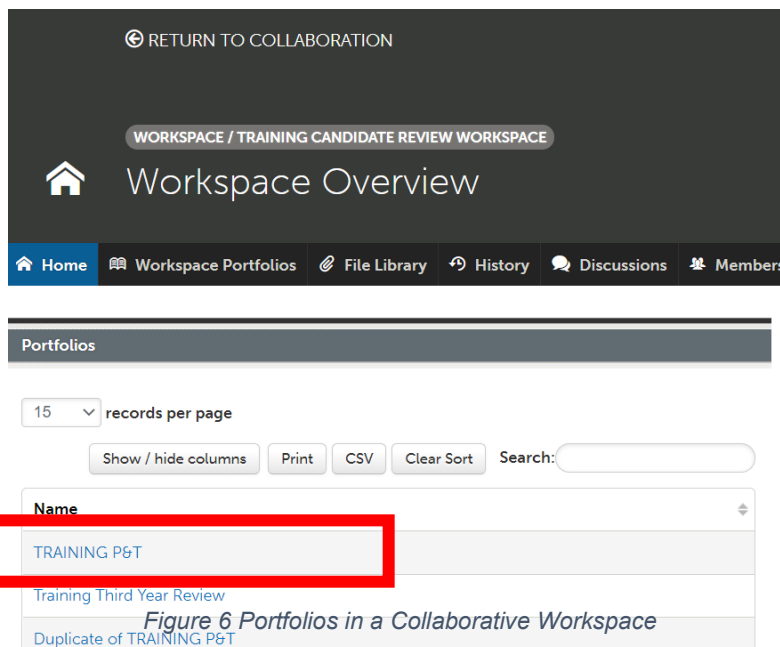 RETURN TO COLLABORATION
WORKSPACE / TRAINING CANDIDATE REVIEW WORKSPACE
Workspace Overview
Home Workspace Portfolios File Library History Discussions Members
Portfolios
15 records per page
Show / hide columns Print CSV Clear Sort Search:
Name
TRAINING P&T
Training Third Year Review
Figure 6 Portfolios in a Collaborative Workspace
Duplicate of TRAINING P&T